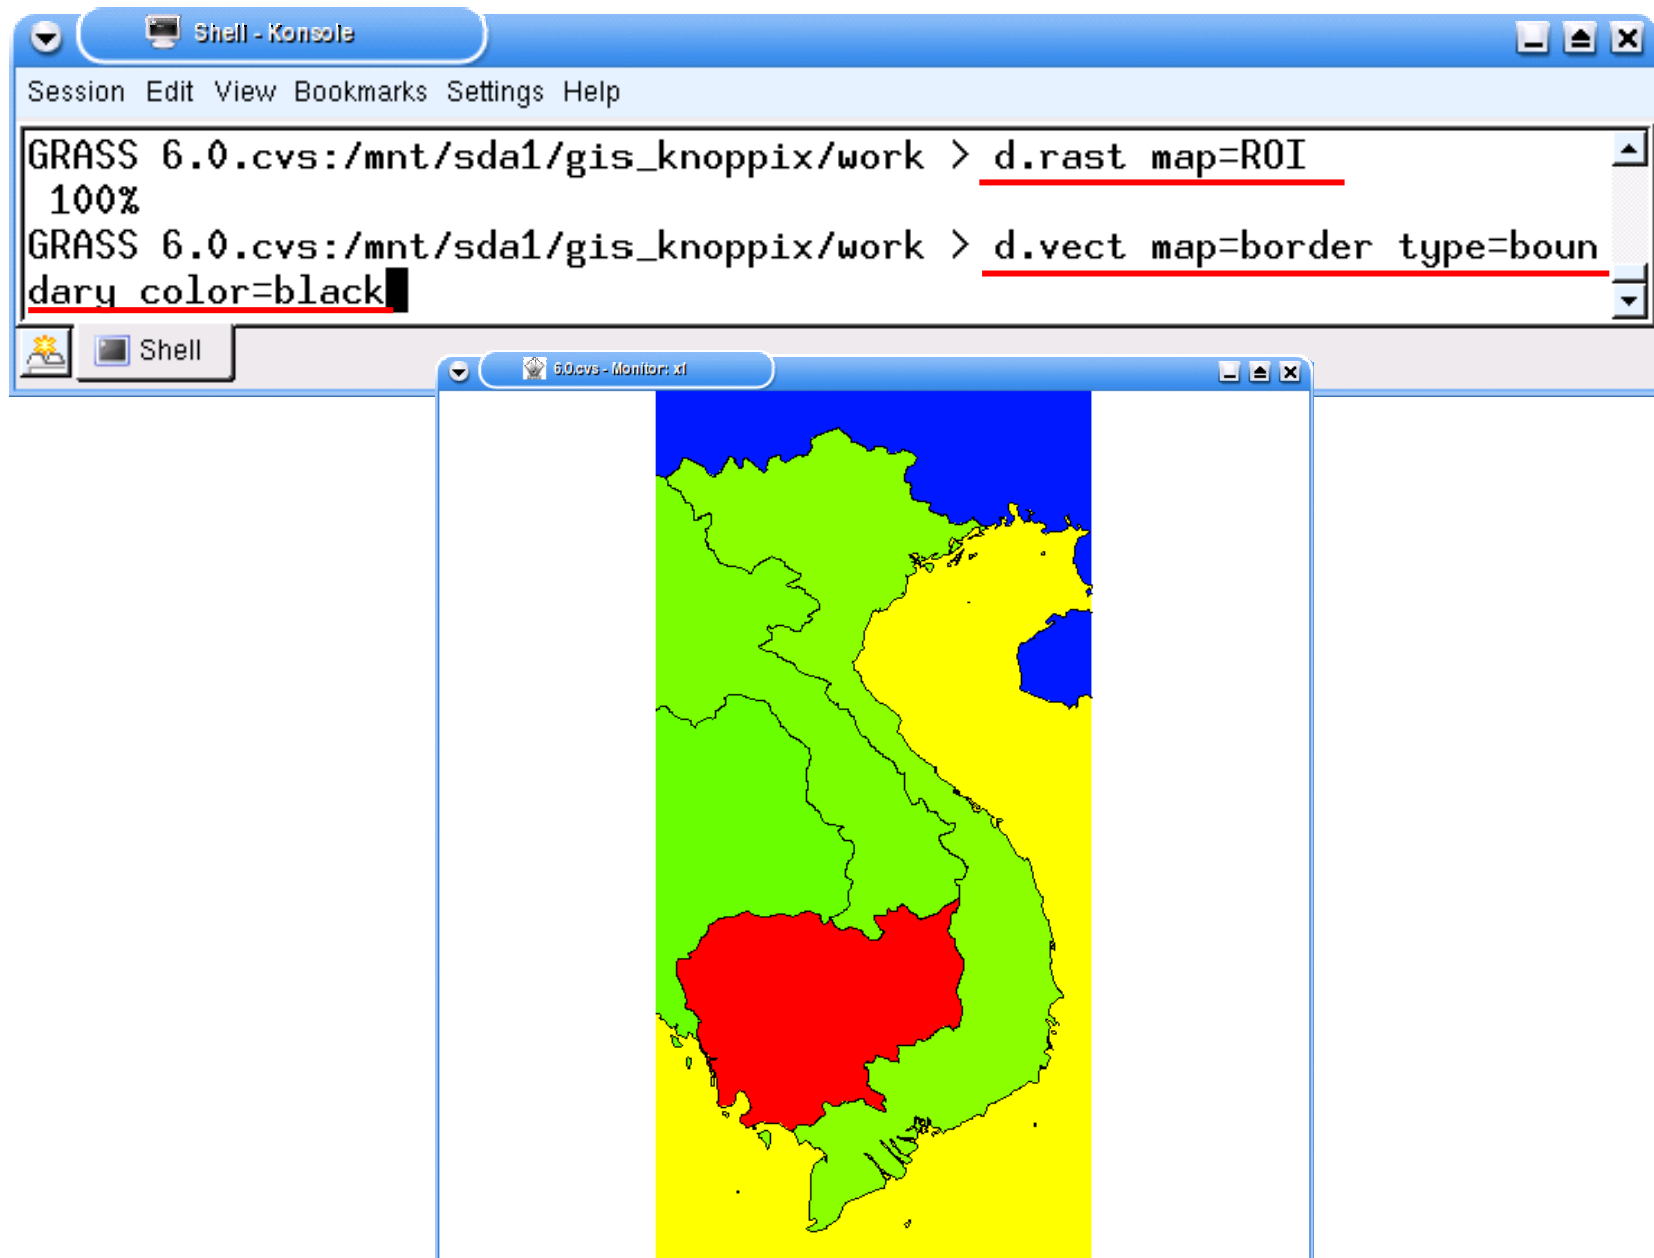 Shell - Konsole
Session Edit View Bookmarks Settings Help
GRASS 6.0.cvs:/mnt/sda1/gis_knoppix/work > d.rast map=ROI
100%
GRASS 6.0.cvs:/mnt/sda1/gis_knoppix/work > d.vect map=border type=boun
dary color=black
Shell
6.0.cvs - Monitor: x1